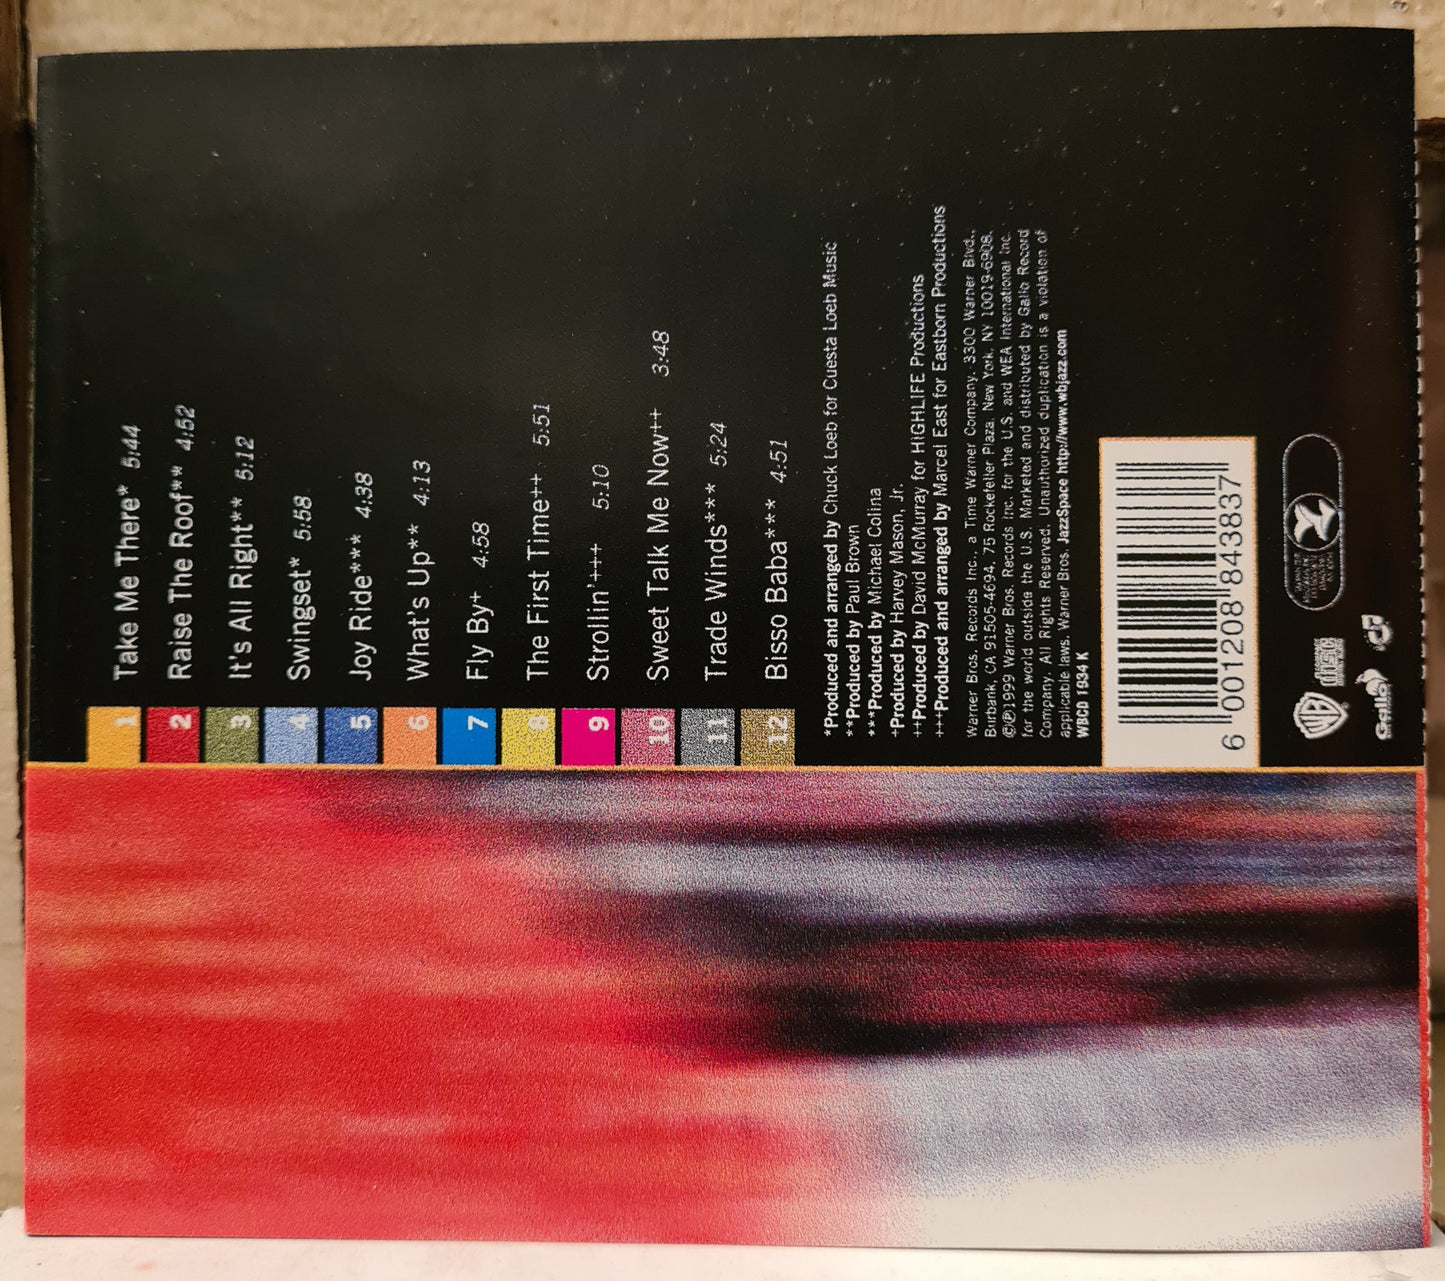 1 Take Me There* 5:44
2 Raise The Roof** 4:52
3 It's All Right** 5:12
4 Swingset* 5:58
5 Joy Ride*** 4:38
6 What's Up** 4:13
7 Fly By+ 4:58
8 The First Time++ 5:51
9 Strollin'+++ 5:10
10 Sweet Talk Me Now++ 3:48
11 Trade Winds*** 5:24
12 Bisso Baba*** 4:51
*Produced and arranged by Chuck Loeb for Cuesta Loeb Music
**Produced by Paul Brown
***Produced by Michael Colina
+Produced by Harvey Mason, Jr.
++Produced by David McMurray for HIGHLIFE Productions
+++Produced and arranged by Marcel East for Eastborn Productions
Warner Bros. Records Inc., a Time Warner Company. 3300 Warner Blvd.,
Burbank, CA 91505-4694. 75 Rockefeller Plaza, New York, NY 10019-6908.
©℗1999 Warner Bros. Records Inc. for the U.S. and WEA International Inc.
for the world outside the U.S. Marketed and distributed by Gallo Record
Company. All Rights Reserved. Unauthorized duplication is a violation of
applicable laws. Warner Bros. JazzSpace http://www.wbjazz.com
WBCD 1934 K
6 001208 843837
WB
disc
Gallo